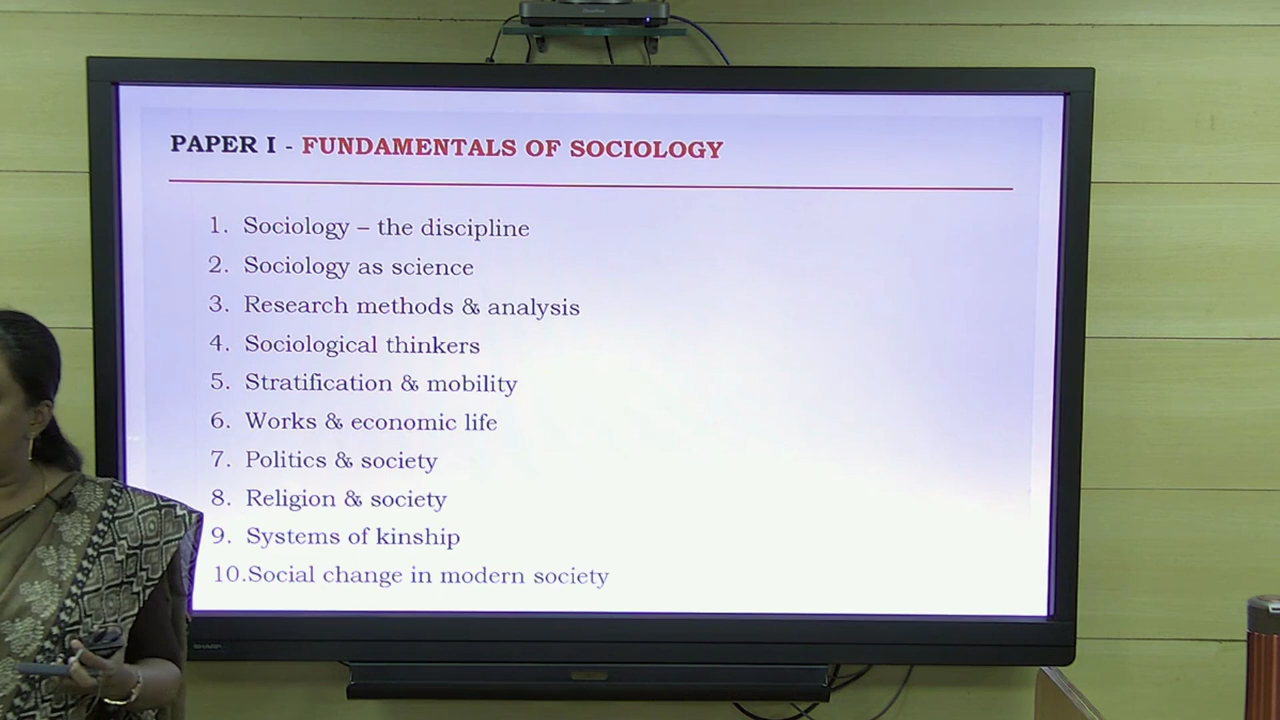 PAPER I - FUNDAMENTALS OF SOCIOLOGY
1. Sociology – the discipline
2. Sociology as science
3. Research methods & analysis
4. Sociological thinkers
5. Stratification & mobility
6. Works & economic life
7. Politics & society
8. Religion & society
9. Systems of kinship
10.Social change in modern society
SHARP